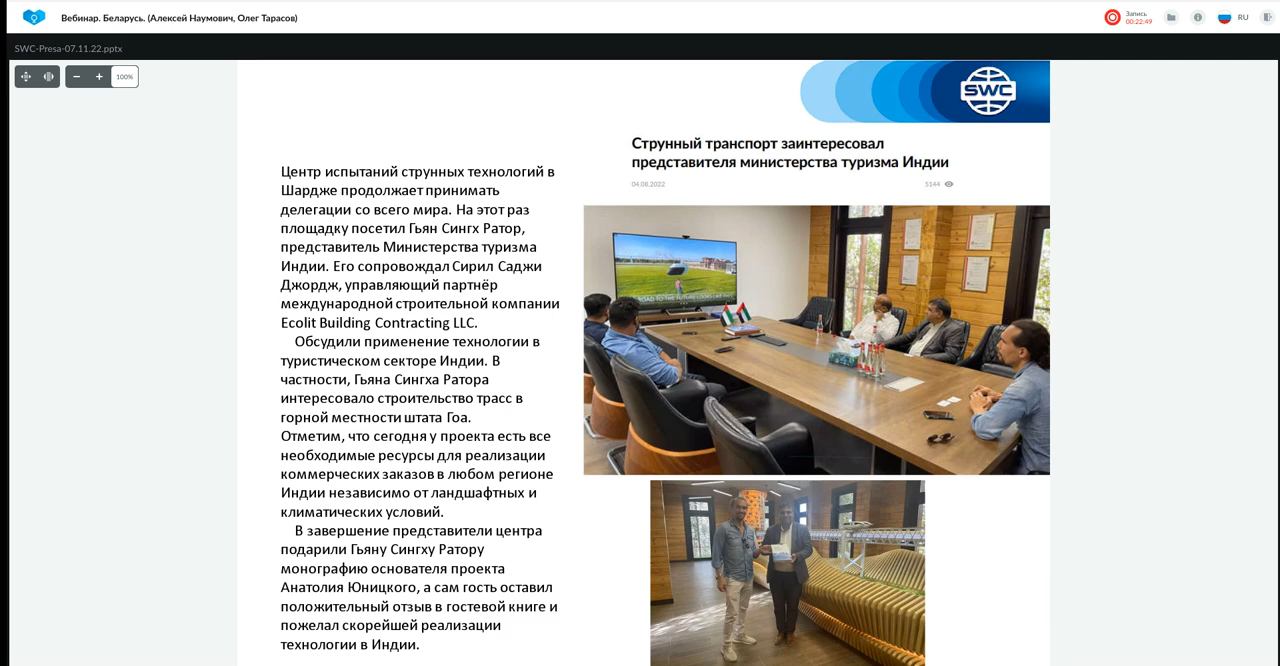 Вебинар. Беларусь. (Алексей Наумович, Олег Тарасов)
Запись
00:22:49
RU
SWC-Presa-07.11.22.pptx
100%
SWC
Струнный транспорт заинтересовал
представителя министерства туризма Индии
04.08.2022
5144
Центр испытаний струнных технологий в
Шардже продолжает принимать
делегации со всего мира. На этот раз
площадку посетил Гьян Сингх Ратор,
представитель Министерства туризма
Индии. Его сопровождал Сирил Саджи
Джордж, управляющий партнёр
международной строительной компании
Ecolit Building Contracting LLC.
Обсудили применение технологии в
туристическом секторе Индии. В
частности, Гьяна Сингха Ратора
интересовало строительство трасс в
горной местности штата Гоа.
Отметим, что сегодня у проекта есть все
необходимые ресурсы для реализации
коммерческих заказов в любом регионе
Индии независимо от ландшафтных и
климатических условий.
В завершение представители центра
подарили Гьяну Сингху Ратору
монографию основателя проекта
Анатолия Юницкого, а сам гость оставил
положительный отзыв в гостевой книге и
пожелал скорейшей реализации
технологии в Индии.